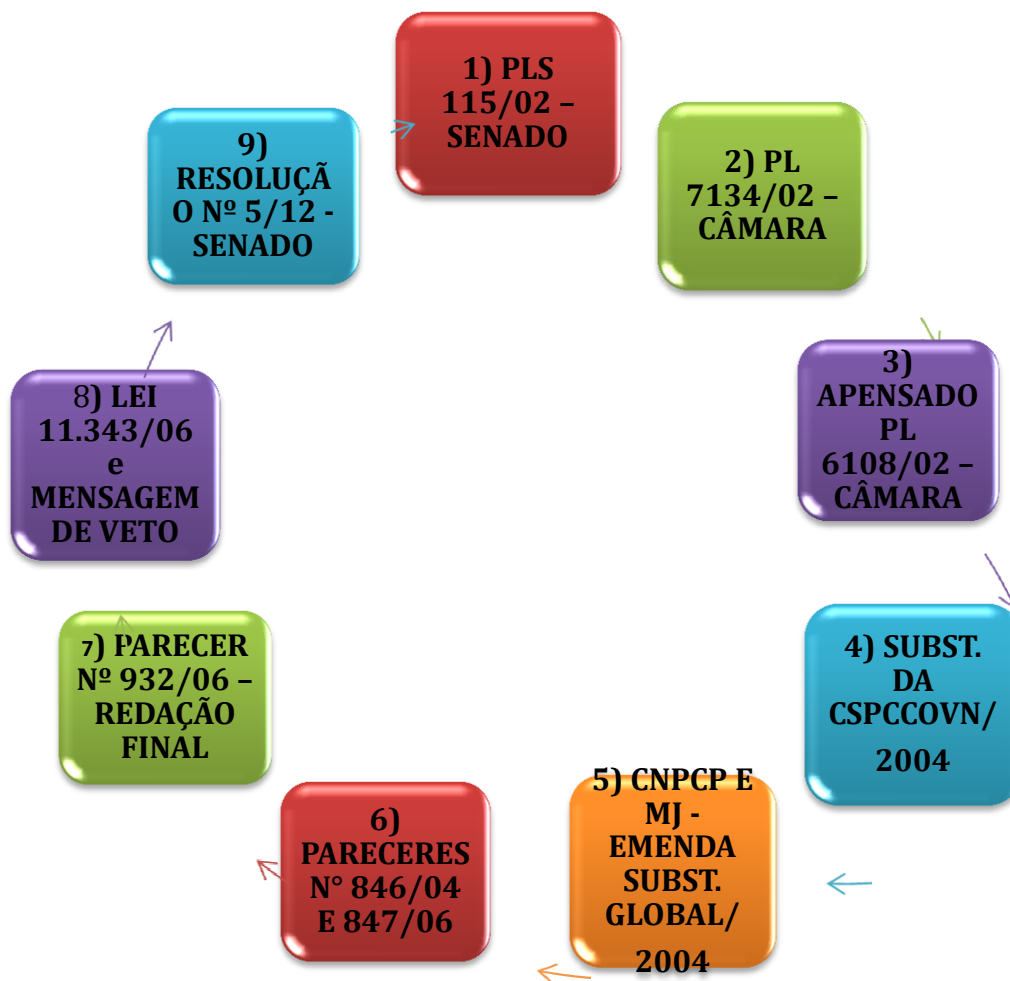 1) PLS
115/02 –
SENADO
2) PL
7134/02 –
CÂMARA
3)
APENSADO
PL
6108/02 –
CÂMARA
4) SUBST.
DA
CSPCCOVN/
2004
5) CNPCP E
MJ -
EMENDA
SUBST.
GLOBAL/
2004
6)
PARECERES
N° 846/04
E 847/06
7) PARECER
Nº 932/06 –
REDAÇÃO
FINAL
8) LEI
11.343/06
e
MENSAGEM
DE VETO
9)
RESOLUÇÃ
O Nº 5/12 -
SENADO